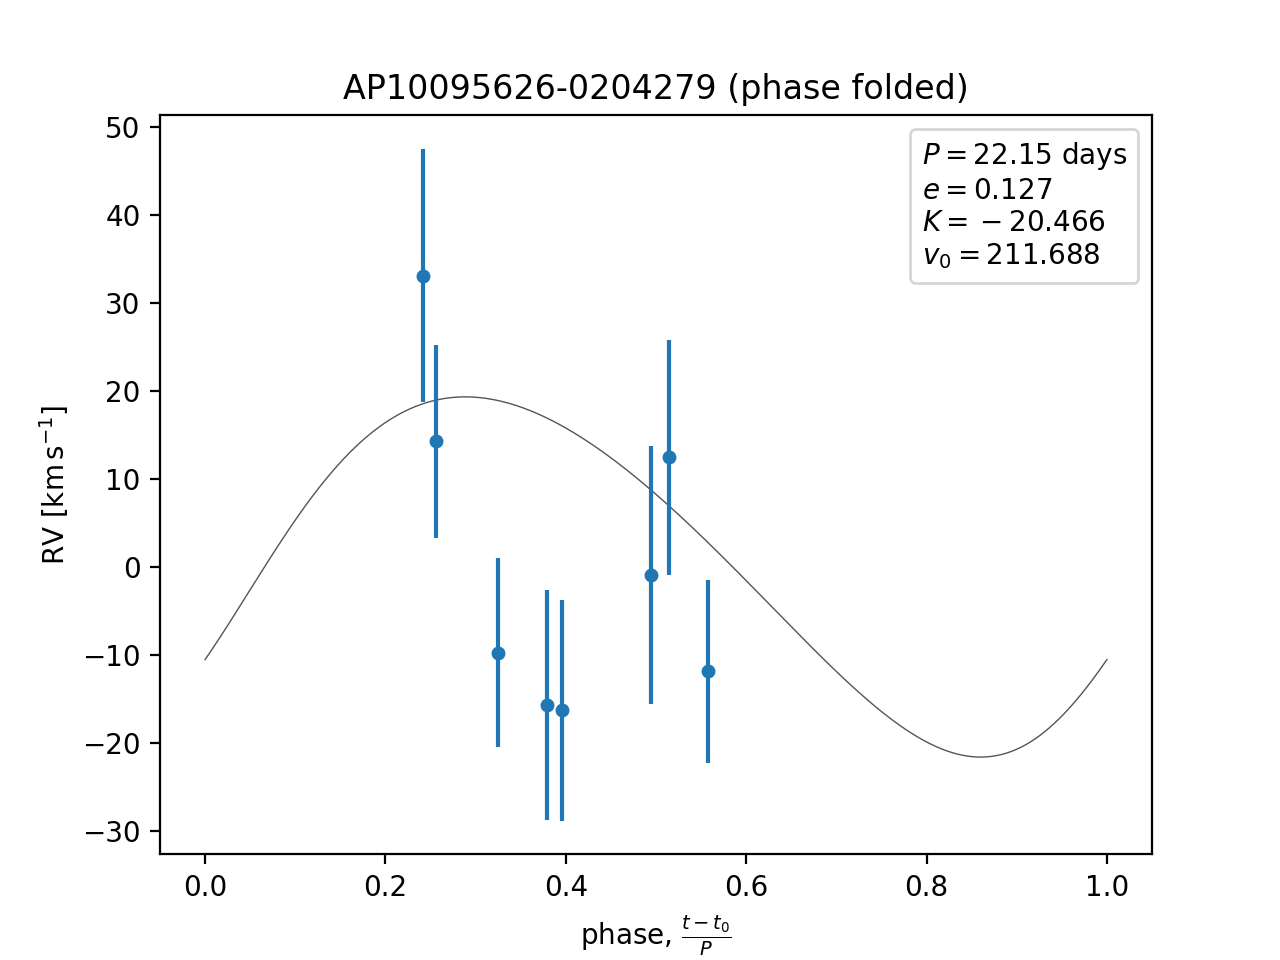 AP10095626-0204279 (phase folded)
P = 22.15 days
e = 0.127
K = −20.466
v₀ = 211.688
50
40
30
20
10
0
−10
−20
−30
RV [km s⁻¹]
0.0 0.2 0.4 0.6 0.8 1.0
phase, (t − t₀)/P